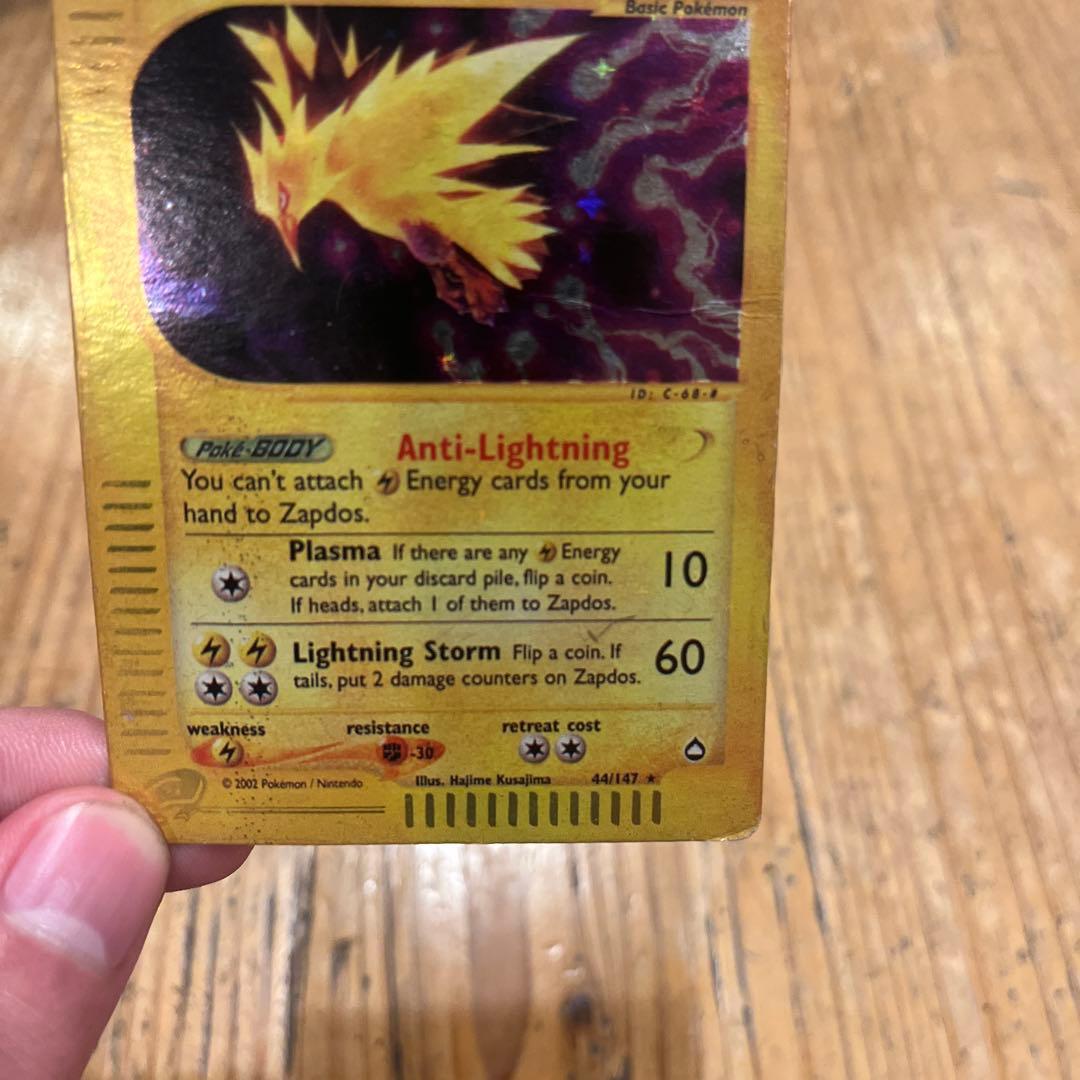 Basic Pokémon
ID: C-68-#
Poké-BODY Anti-Lightning
You can't attach Energy cards from your
hand to Zapdos.
Plasma If there are any Energy
cards in your discard pile, flip a coin.
If heads, attach 1 of them to Zapdos.
10
Lightning Storm Flip a coin. If
tails, put 2 damage counters on Zapdos.
60
weakness resistance retreat cost
-30
© 2002 Pokémon / Nintendo Illus. Hajime Kusajima 44/147 ★